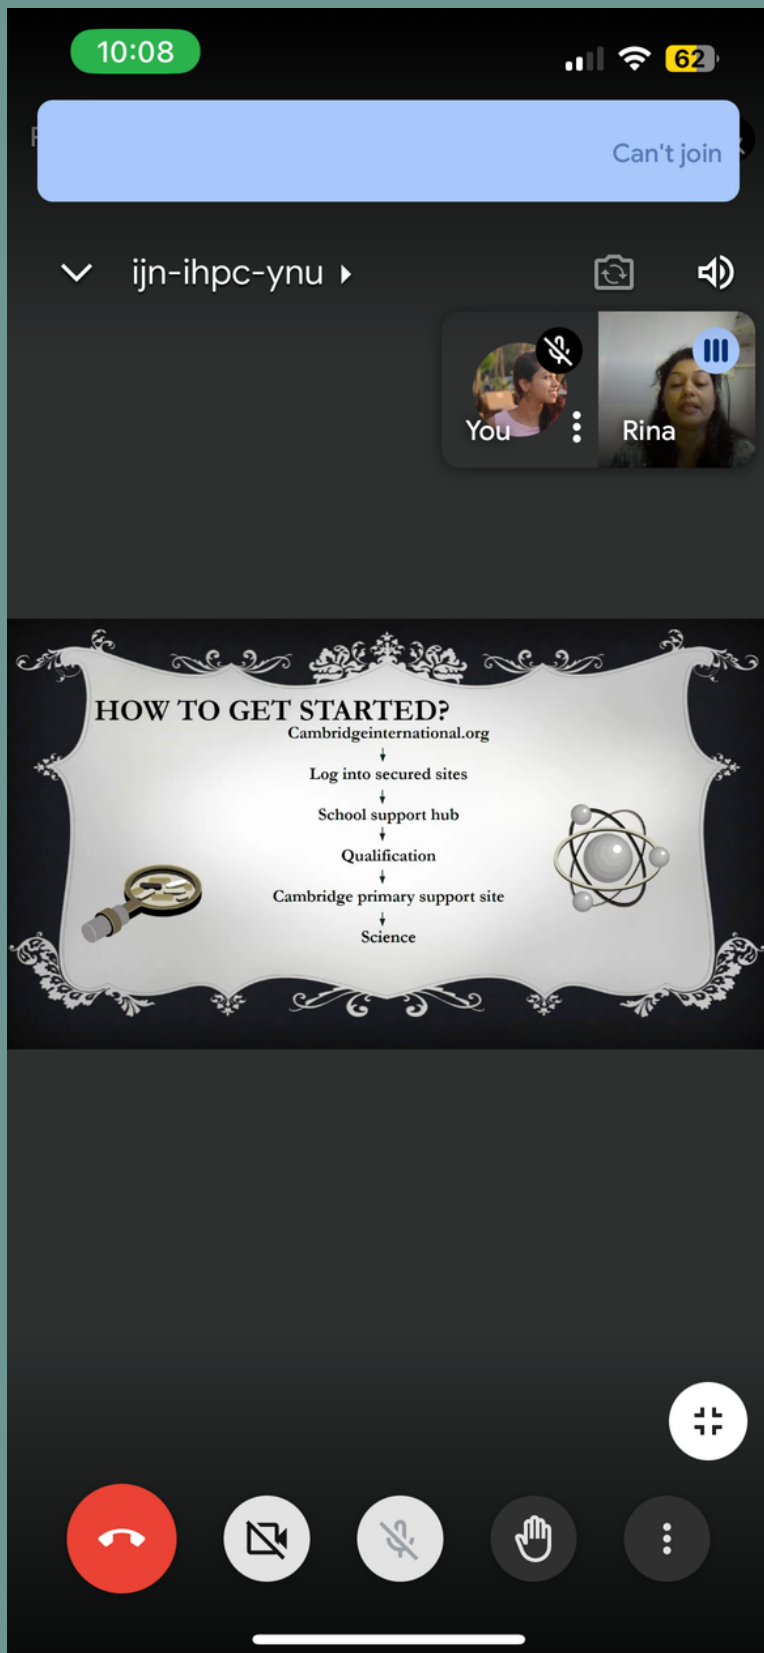 10:08
62
Can't join
ijn-ihpc-ynu
You
Rina
HOW TO GET STARTED?
Cambridgeinternational.org
Log into secured sites
School support hub
Qualification
Cambridge primary support site
Science